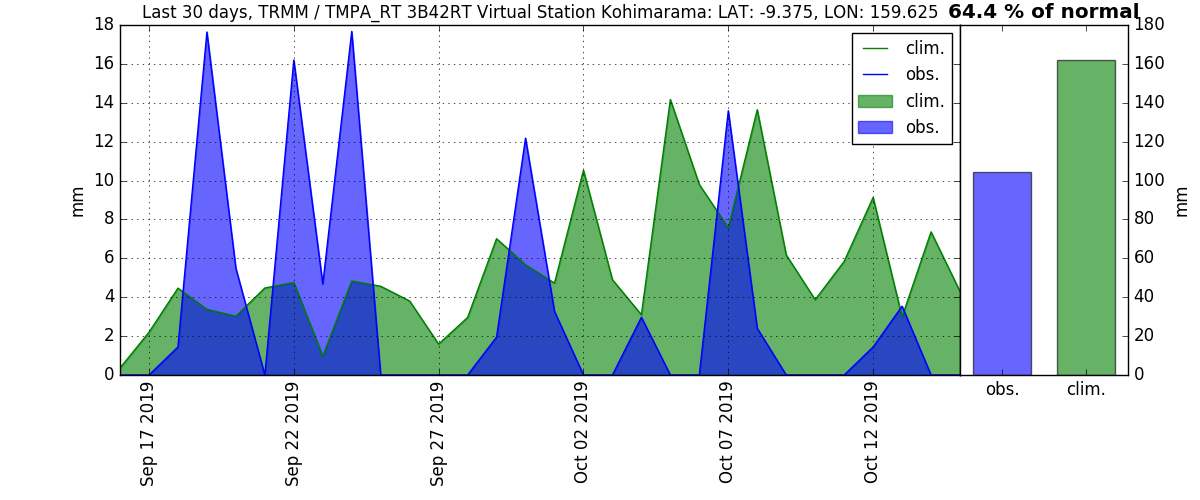 Last 30 days, TRMM / TMPA_RT 3B42RT Virtual Station Kohimarama: LAT: -9.375, LON: 159.625 64.4 % of normal
18
16
14
12
10
8
6
4
2
0
mm
clim.
obs.
clim.
obs.
Sep 17 2019
Sep 22 2019
Sep 27 2019
Oct 02 2019
Oct 07 2019
Oct 12 2019
180
160
140
120
100
80
60
40
20
0
mm
obs. clim.